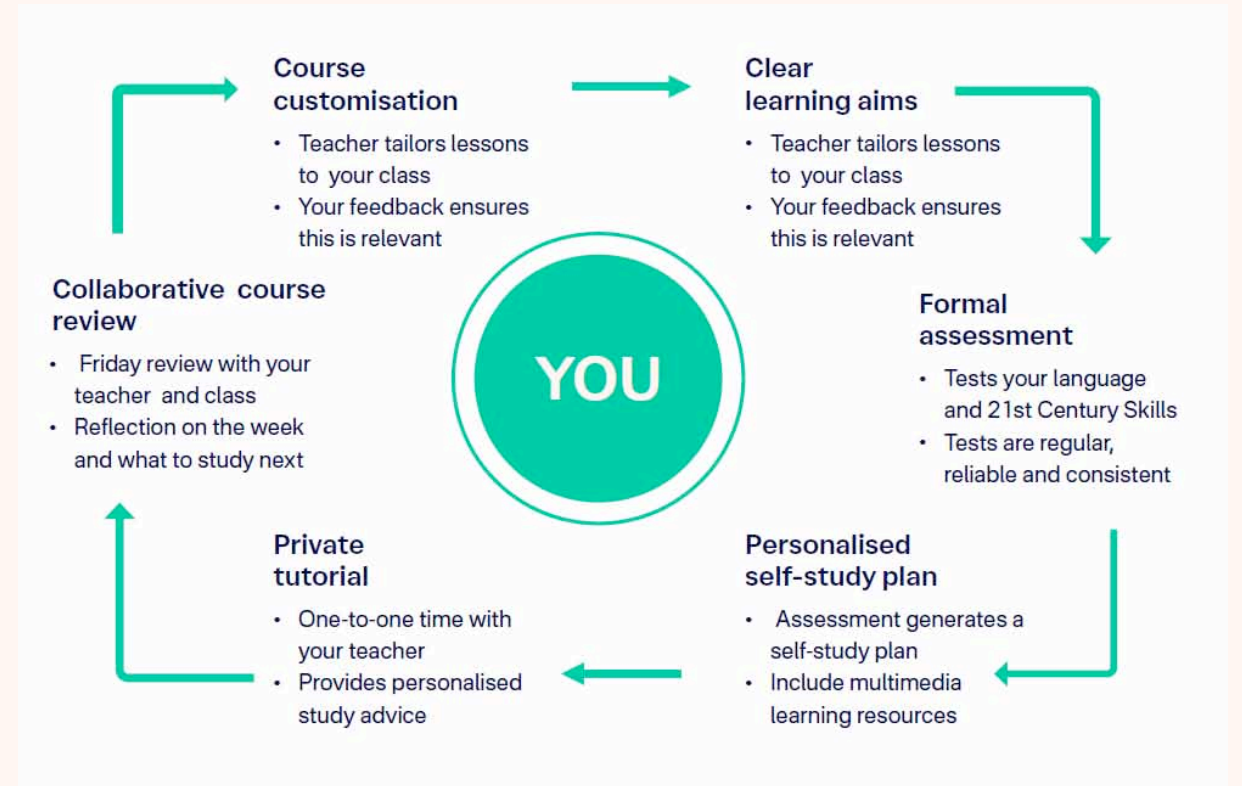 Course
customisation
• Teacher tailors lessons
to your class
• Your feedback ensures
this is relevant
Clear
learning aims
• Teacher tailors lessons
to your class
• Your feedback ensures
this is relevant
Formal
assessment
• Tests your language
and 21st Century Skills
• Tests are regular,
reliable and consistent
Personalised
self-study plan
• Assessment generates a
self-study plan
• Include multimedia
learning resources
Private
tutorial
• One-to-one time with
your teacher
• Provides personalised
study advice
Collaborative course
review
• Friday review with your
teacher and class
• Reflection on the week
and what to study next
YOU